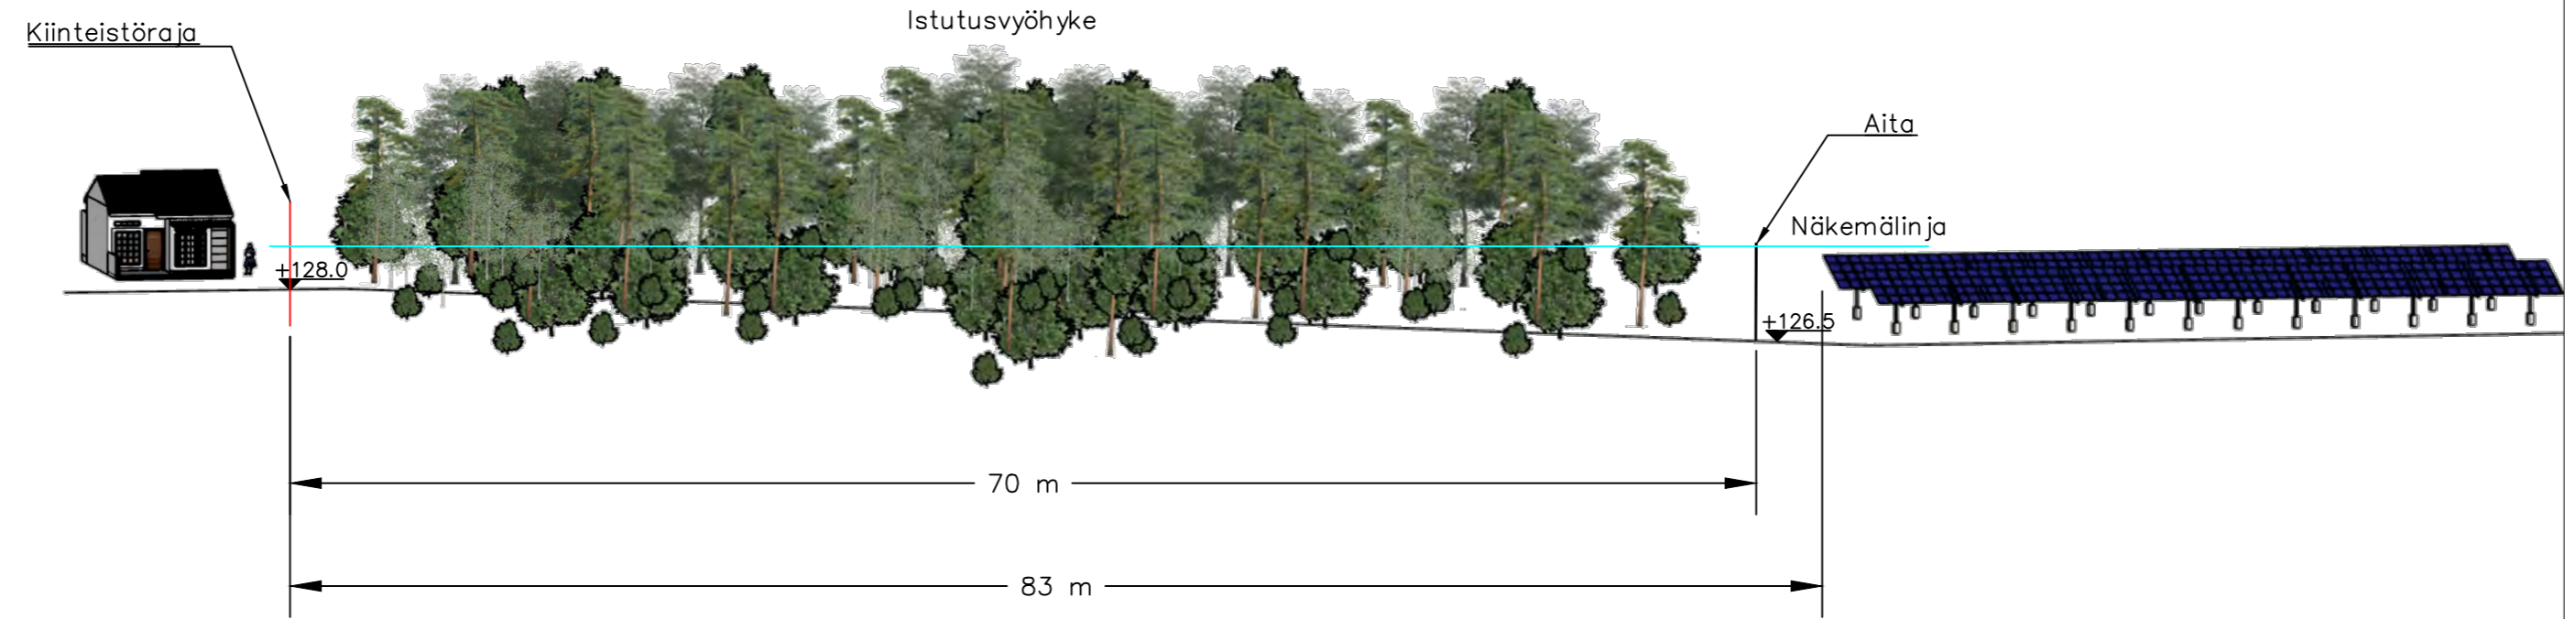 Istutusvyöhyke
Kiinteistöraja
Aita
Näkemälinja
+128.0
+126.5
70 m
83 m